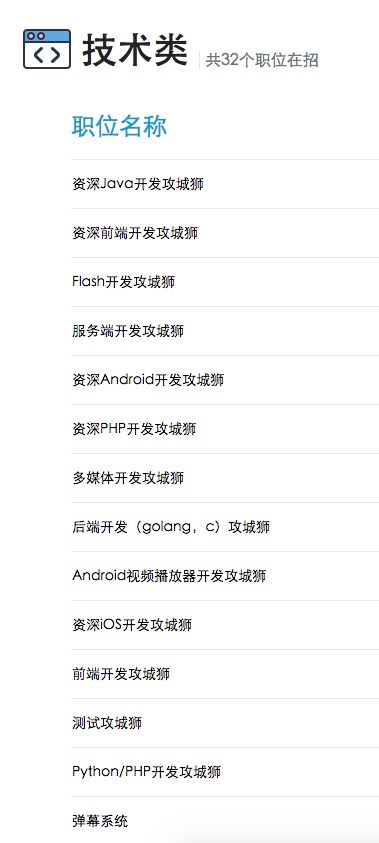 技术类
共32个职位在招
职位名称
资深Java开发攻城狮
资深前端开发攻城狮
Flash开发攻城狮
服务端开发攻城狮
资深Android开发攻城狮
资深PHP开发攻城狮
多媒体开发攻城狮
后端开发（golang，c）攻城狮
Android视频播放器开发攻城狮
资深iOS开发攻城狮
前端开发攻城狮
测试攻城狮
Python/PHP开发攻城狮
弹幕系统